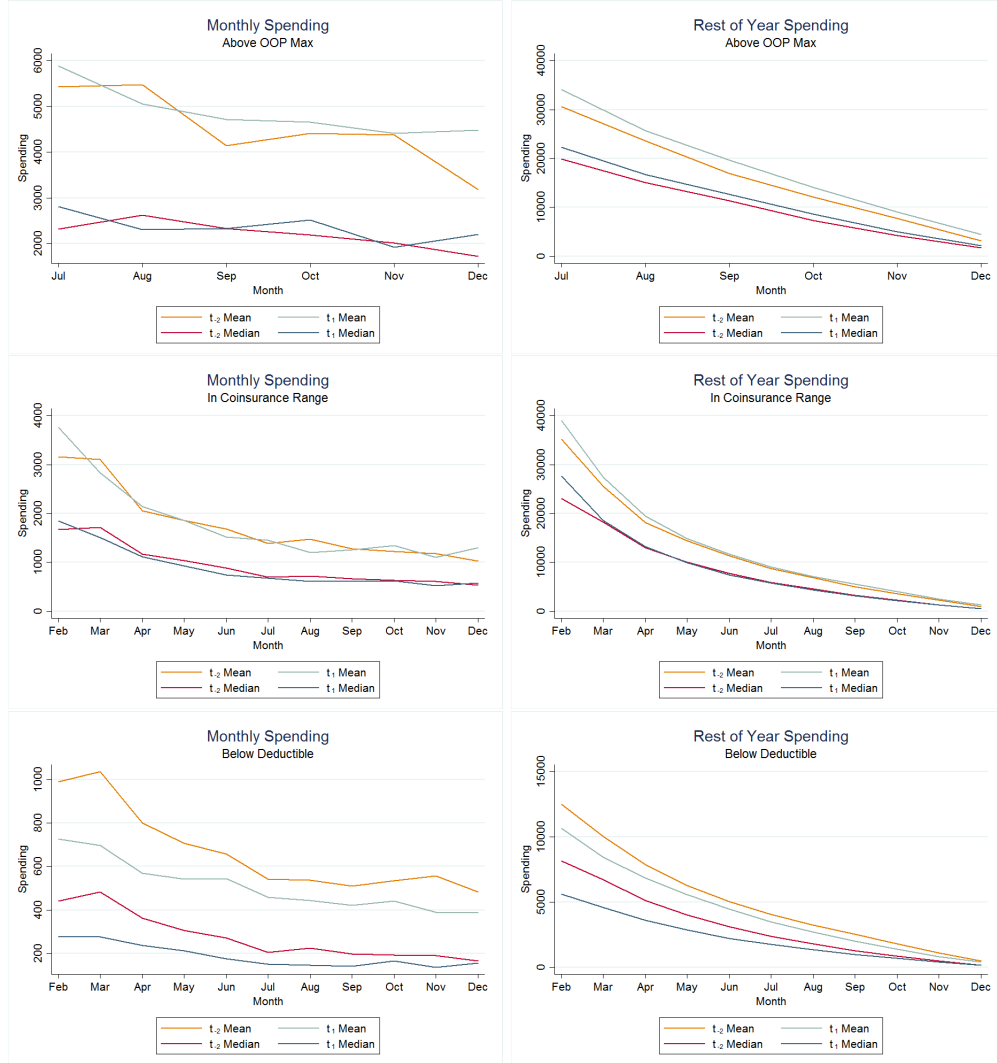 Monthly Spending
Above OOP Max
Spending
6000
5000
4000
3000
2000
Jul Aug Sep Oct Nov Dec
Month
t-2 Mean t1 Mean
t-2 Median t1 Median
Rest of Year Spending
Above OOP Max
Spending
40000
30000
20000
10000
0
Jul Aug Sep Oct Nov Dec
Month
t-2 Mean t1 Mean
t-2 Median t1 Median
Monthly Spending
In Coinsurance Range
Spending
4000
3000
2000
1000
0
Feb Mar Apr May Jun Jul Aug Sep Oct Nov Dec
Month
t-2 Mean t1 Mean
t-2 Median t1 Median
Rest of Year Spending
In Coinsurance Range
Spending
40000
30000
20000
10000
0
Feb Mar Apr May Jun Jul Aug Sep Oct Nov Dec
Month
t-2 Mean t1 Mean
t-2 Median t1 Median
Monthly Spending
Below Deductible
Spending
1000
800
600
400
200
Feb Mar Apr May Jun Jul Aug Sep Oct Nov Dec
Month
t-2 Mean t1 Mean
t-2 Median t1 Median
Rest of Year Spending
Below Deductible
Spending
15000
10000
5000
0
Feb Mar Apr May Jun Jul Aug Sep Oct Nov Dec
Month
t-2 Mean t1 Mean
t-2 Median t1 Median